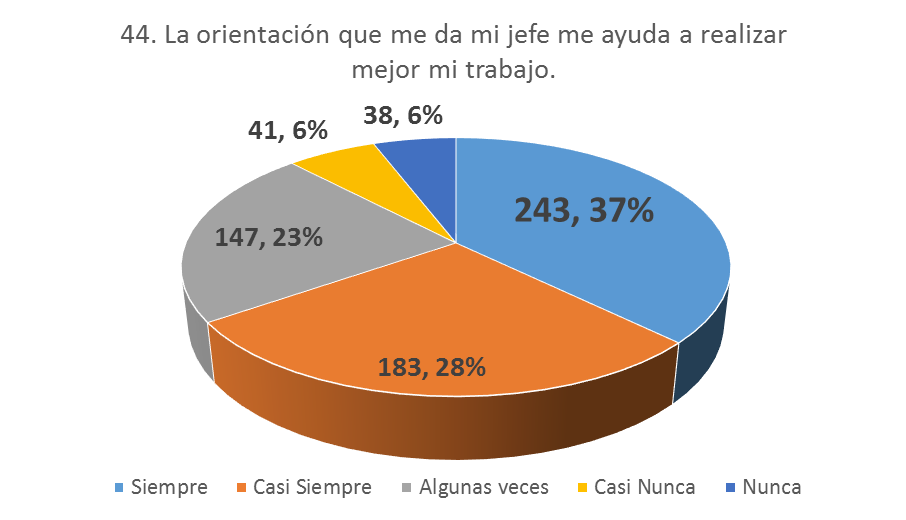 44. La orientación que me da mi jefe me ayuda a realizar
mejor mi trabajo.
38, 6%
41, 6%
243, 37%
147, 23%
183, 28%
Siempre Casi Siempre Algunas veces Casi Nunca Nunca